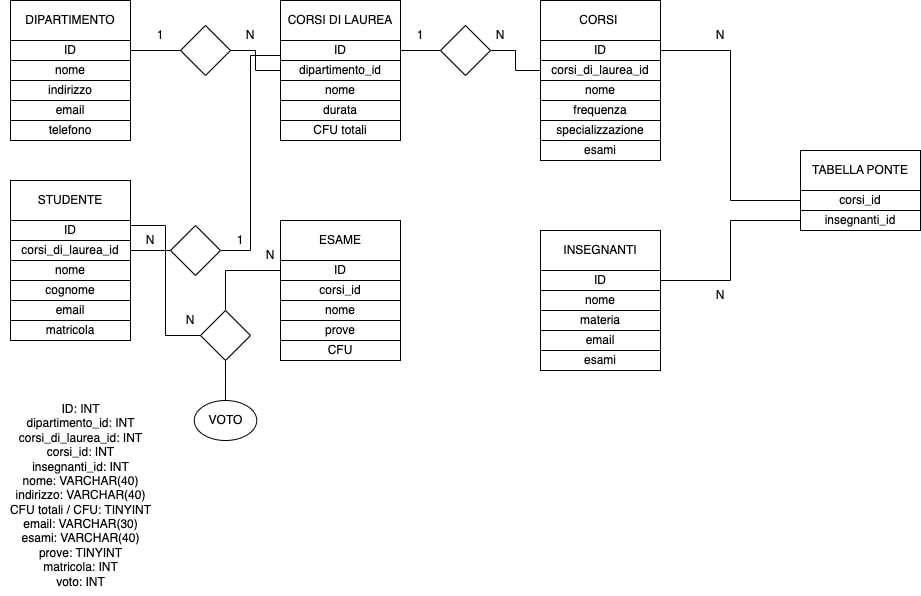 DIPARTIMENTO
ID
nome
indirizzo
email
telefono
1
N
CORSI DI LAUREA
ID
dipartimento_id
nome
durata
CFU totali
1
N
CORSI
ID
corsi_di_laurea_id
nome
frequenza
specializzazione
esami
N
TABELLA PONTE
corsi_id
insegnanti_id
STUDENTE
ID
corsi_di_laurea_id
nome
cognome
email
matricola
N
1
N
N
ESAME
ID
corsi_id
nome
prove
CFU
VOTO
INSEGNANTI
ID
nome
materia
email
esami
N
ID: INT
dipartimento_id: INT
corsi_di_laurea_id: INT
corsi_id: INT
insegnanti_id: INT
nome: VARCHAR(40)
indirizzo: VARCHAR(40)
CFU totali / CFU: TINYINT
email: VARCHAR(30)
esami: VARCHAR(40)
prove: TINYINT
matricola: INT
voto: INT